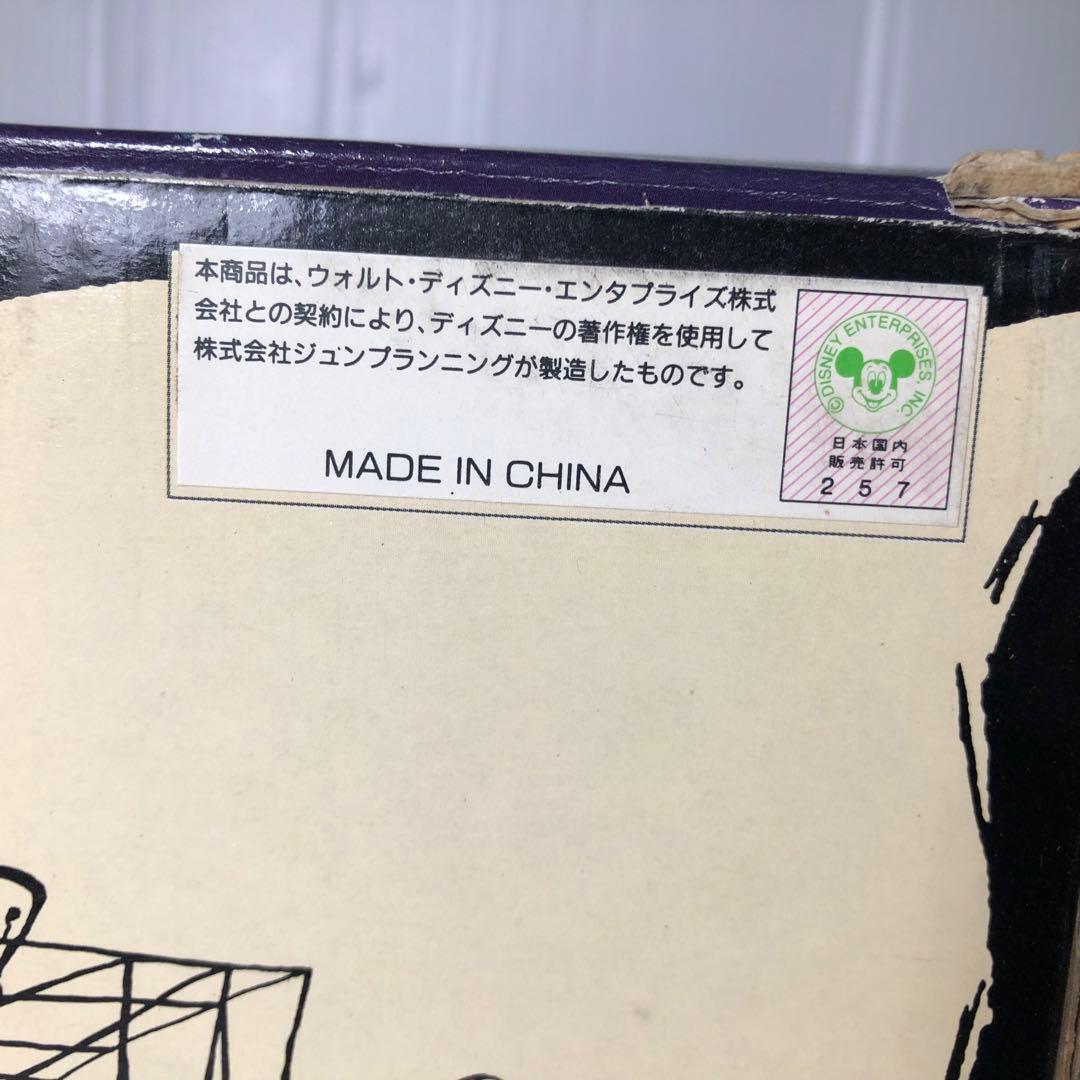 本商品は、ウォルト・ディズニー・エンタプライズ株式
会社との契約により、ディズニーの著作権を使用して
株式会社ジュンプランニングが製造したものです。
MADE IN CHINA
©DISNEY ENTERPRISES, INC.
日本国内
販売許可
257